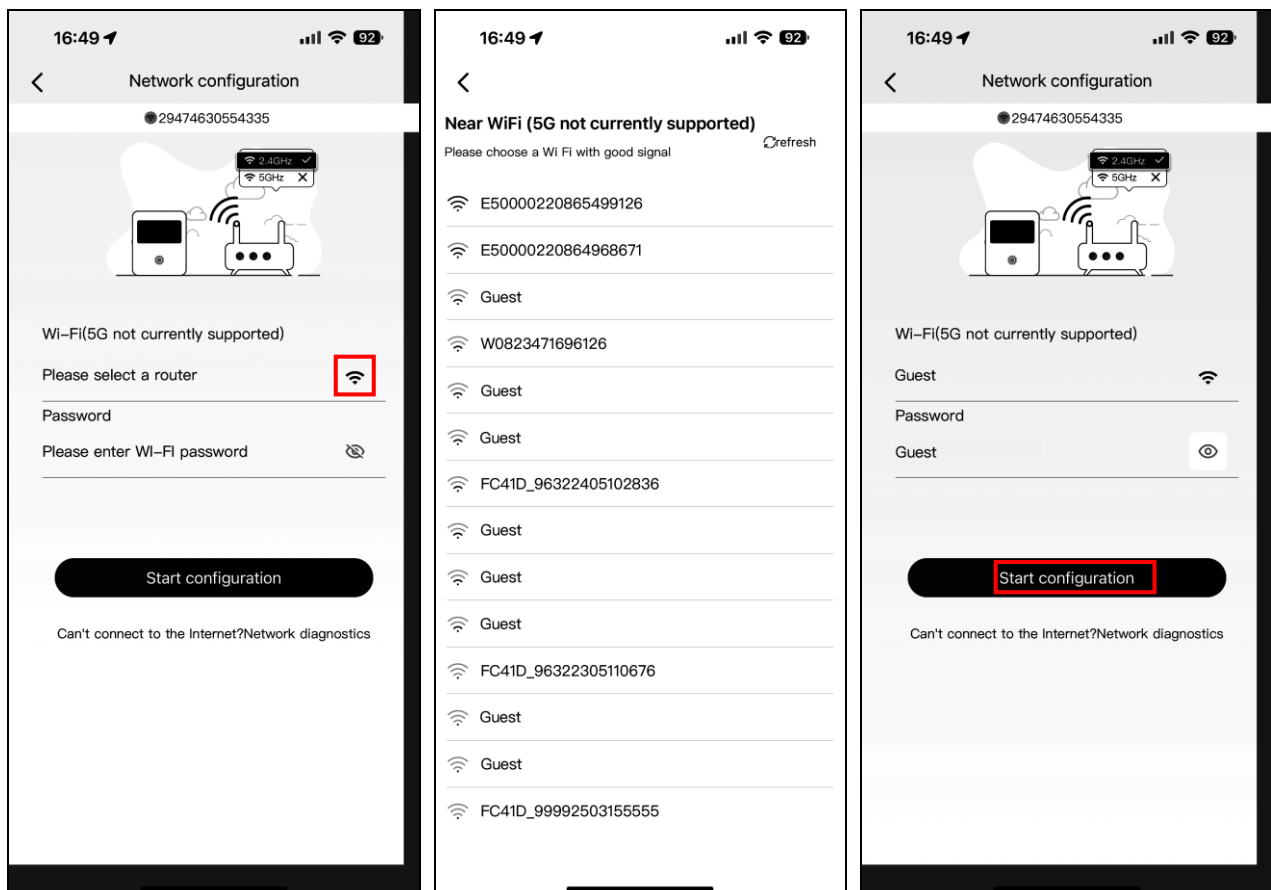 16:49
92
Network configuration
29474630554335
2.4GHz
5GHz
Wi-Fi(5G not currently supported)
Please select a router
Password
Please enter WI-FI password
Start configuration
Can't connect to the Internet?Network diagnostics
16:49
92
Near WiFi (5G not currently supported)
Please choose a Wi Fi with good signal
refresh
E50000220865499126
E50000220864968671
Guest
W0823471696126
Guest
Guest
FC41D_96322405102836
Guest
Guest
Guest
FC41D_96322305110676
Guest
Guest
FC41D_99992503155555
16:49
92
Network configuration
29474630554335
2.4GHz
5GHz
Wi-Fi(5G not currently supported)
Guest
Password
Guest
Start configuration
Can't connect to the Internet?Network diagnostics